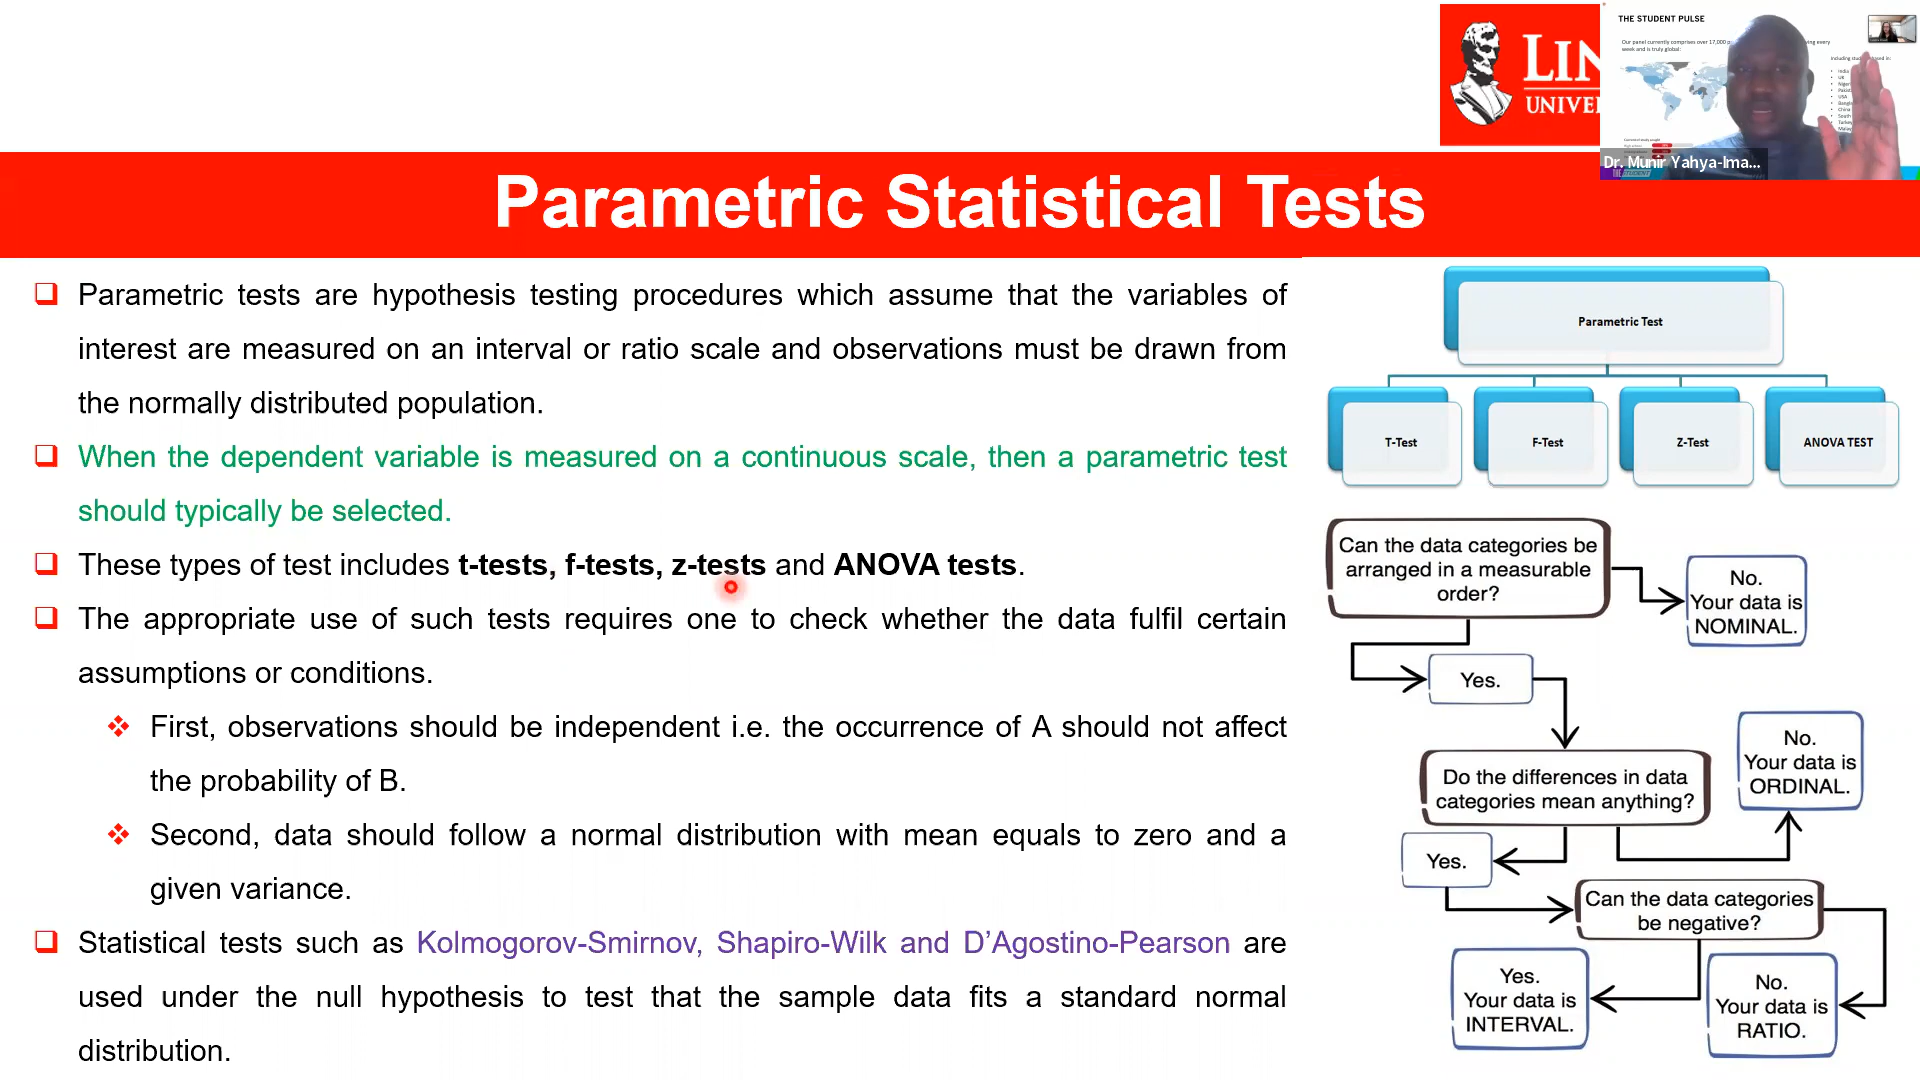 THE STUDENT PULSE
LIN
UNIVE
Dr. Munir Yahya-Ima...
Parametric Statistical Tests
Parametric tests are hypothesis testing procedures which assume that the variables of
interest are measured on an interval or ratio scale and observations must be drawn from
the normally distributed population.
When the dependent variable is measured on a continuous scale, then a parametric test
should typically be selected.
These types of test includes t-tests, f-tests, z-tests and ANOVA tests.
The appropriate use of such tests requires one to check whether the data fulfil certain
assumptions or conditions.
First, observations should be independent i.e. the occurrence of A should not affect
the probability of B.
Second, data should follow a normal distribution with mean equals to zero and a
given variance.
Statistical tests such as Kolmogorov-Smirnov, Shapiro-Wilk and D’Agostino-Pearson are
used under the null hypothesis to test that the sample data fits a standard normal
distribution.
Parametric Test
T-Test
F-Test
Z-Test
ANOVA TEST
Can the data categories be
arranged in a measurable
order?
No.
Your data is
NOMINAL.
Yes.
Do the differences in data
categories mean anything?
No.
Your data is
ORDINAL.
Yes.
Can the data categories
be negative?
Yes.
Your data is
INTERVAL.
No.
Your data is
RATIO.